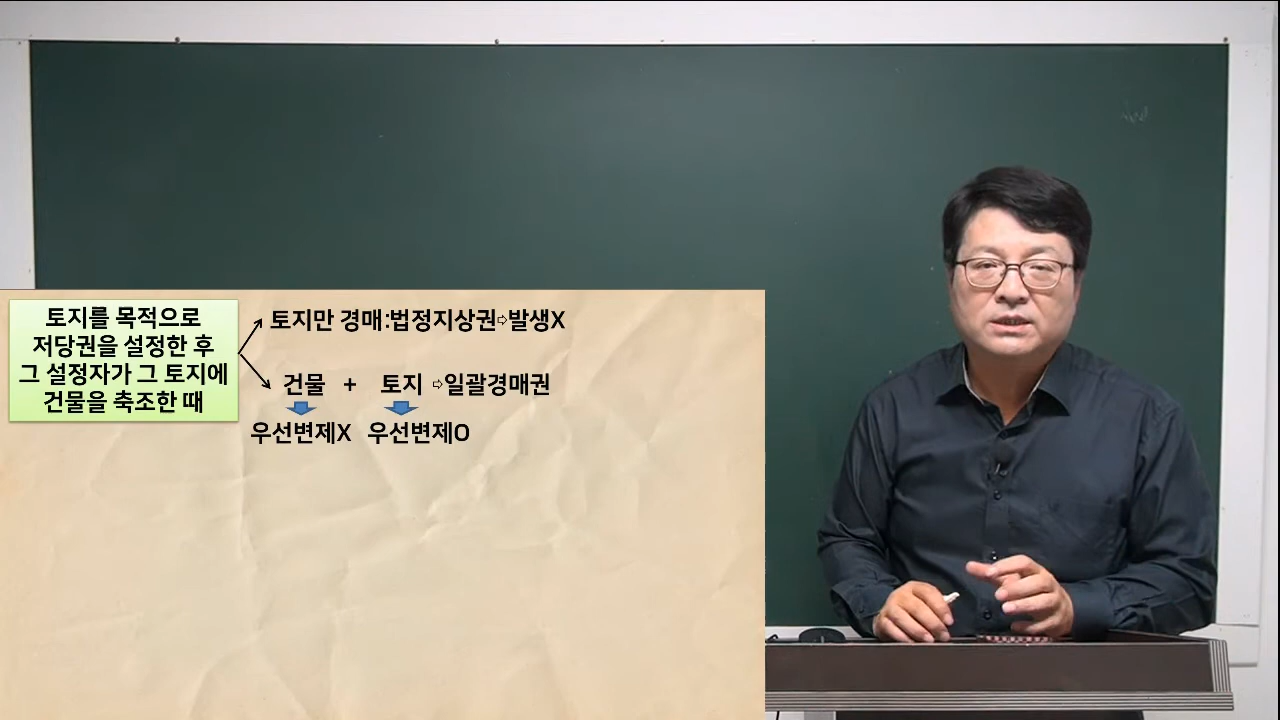 토지를 목적으로
저당권을 설정한 후
그 설정자가 그 토지에
건물을 축조한 때
토지만 경매:법정지상권⇨발생X
건물 + 토지 ⇨일괄경매권
우선변제X 우선변제O